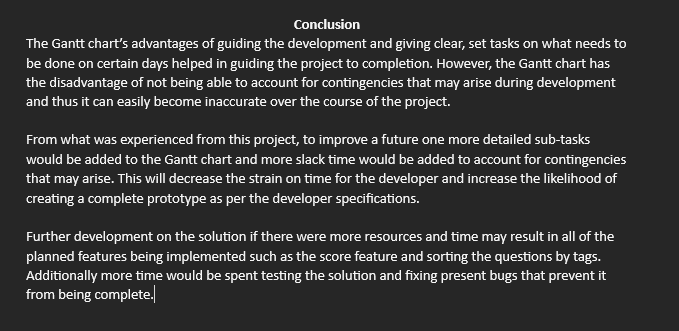 Conclusion
The Gantt chart’s advantages of guiding the development and giving clear, set tasks on what needs to
be done on certain days helped in guiding the project to completion. However, the Gantt chart has
the disadvantage of not being able to account for contingencies that may arise during development
and thus it can easily become inaccurate over the course of the project.
From what was experienced from this project, to improve a future one more detailed sub-tasks
would be added to the Gantt chart and more slack time would be added to account for contingencies
that may arise. This will decrease the strain on time for the developer and increase the likelihood of
creating a complete prototype as per the developer specifications.
Further development on the solution if there were more resources and time may result in all of the
planned features being implemented such as the score feature and sorting the questions by tags.
Additionally more time would be spent testing the solution and fixing present bugs that prevent it
from being complete.